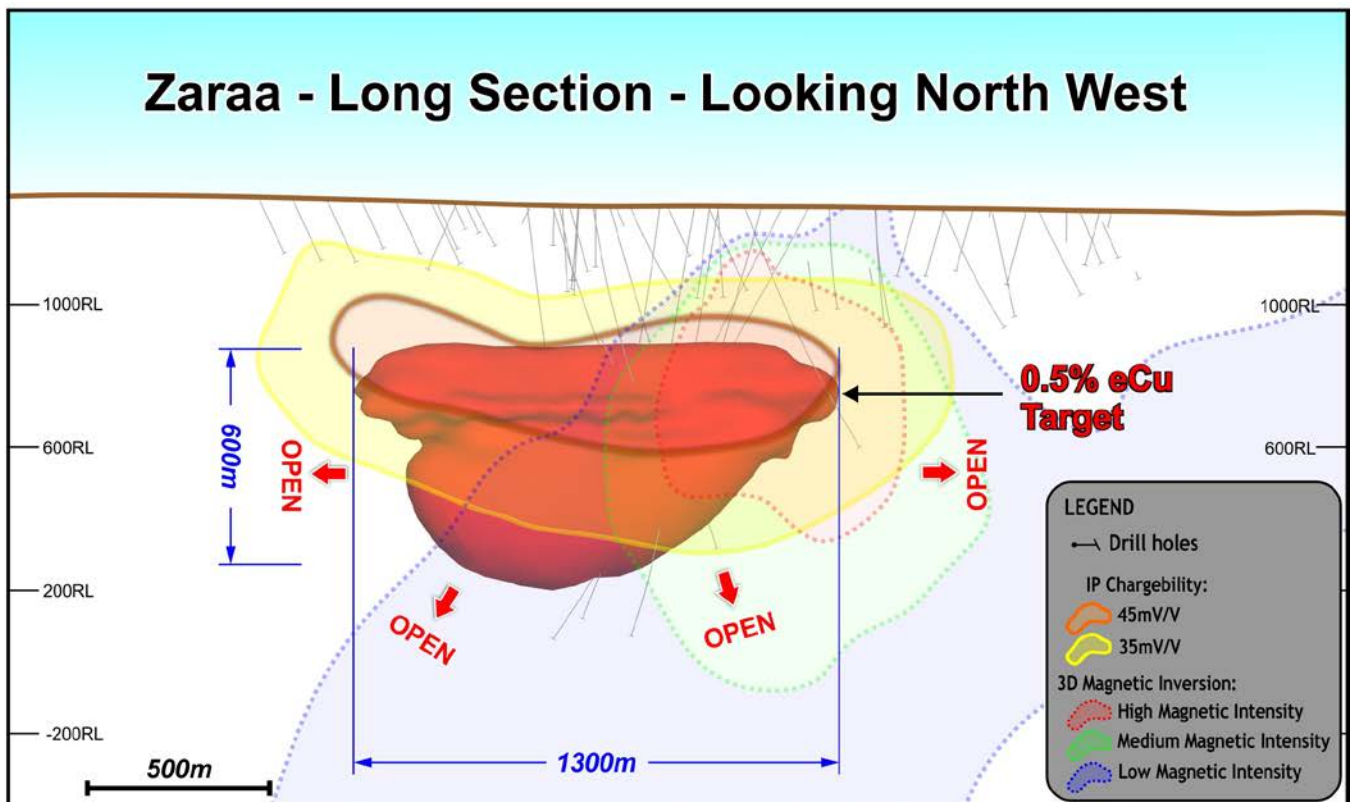 Zaraa - Long Section - Looking North West
1000RL
1000RL
600m
600RL
600RL
0.5% eCu
Target
OPEN
OPEN
OPEN
OPEN
200RL
-200RL
500m
1300m
LEGEND
Drill holes
IP Chargebility:
45mV/V
35mV/V
3D Magnetic Inversion:
High Magnetic Intensity
Medium Magnetic Intensity
Low Magnetic Intensity